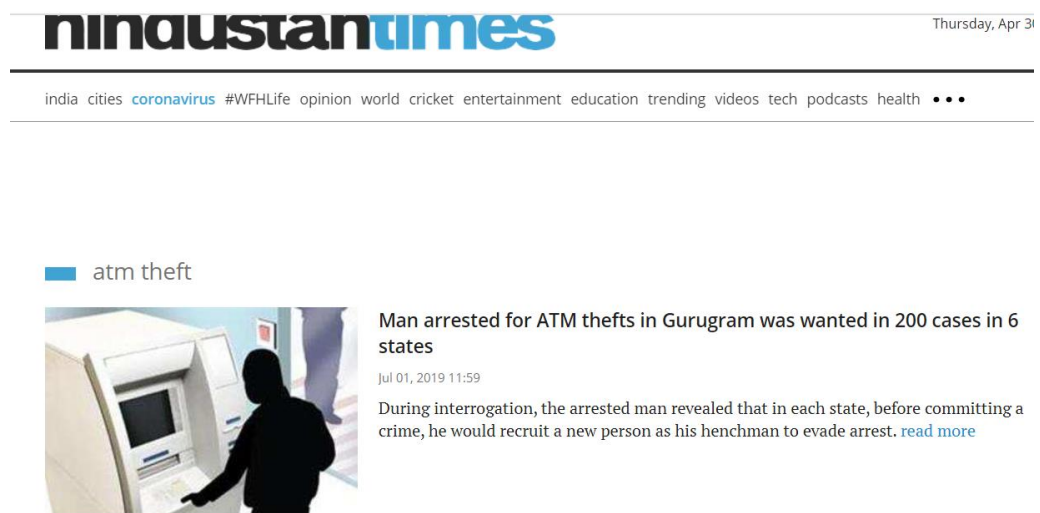 hindustantimes
Thursday, Apr 30
india cities coronavirus #WFHLife opinion world cricket entertainment education trending videos tech podcasts health •••
atm theft
Man arrested for ATM thefts in Gurugram was wanted in 200 cases in 6
states
Jul 01, 2019 11:59
During interrogation, the arrested man revealed that in each state, before committing a
crime, he would recruit a new person as his henchman to evade arrest. read more